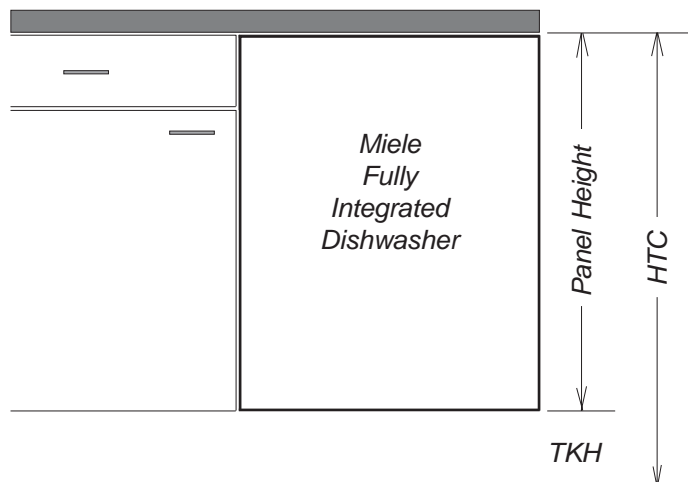 Miele
Fully
Integrated
Dishwasher
Panel Height
HTC
TKH